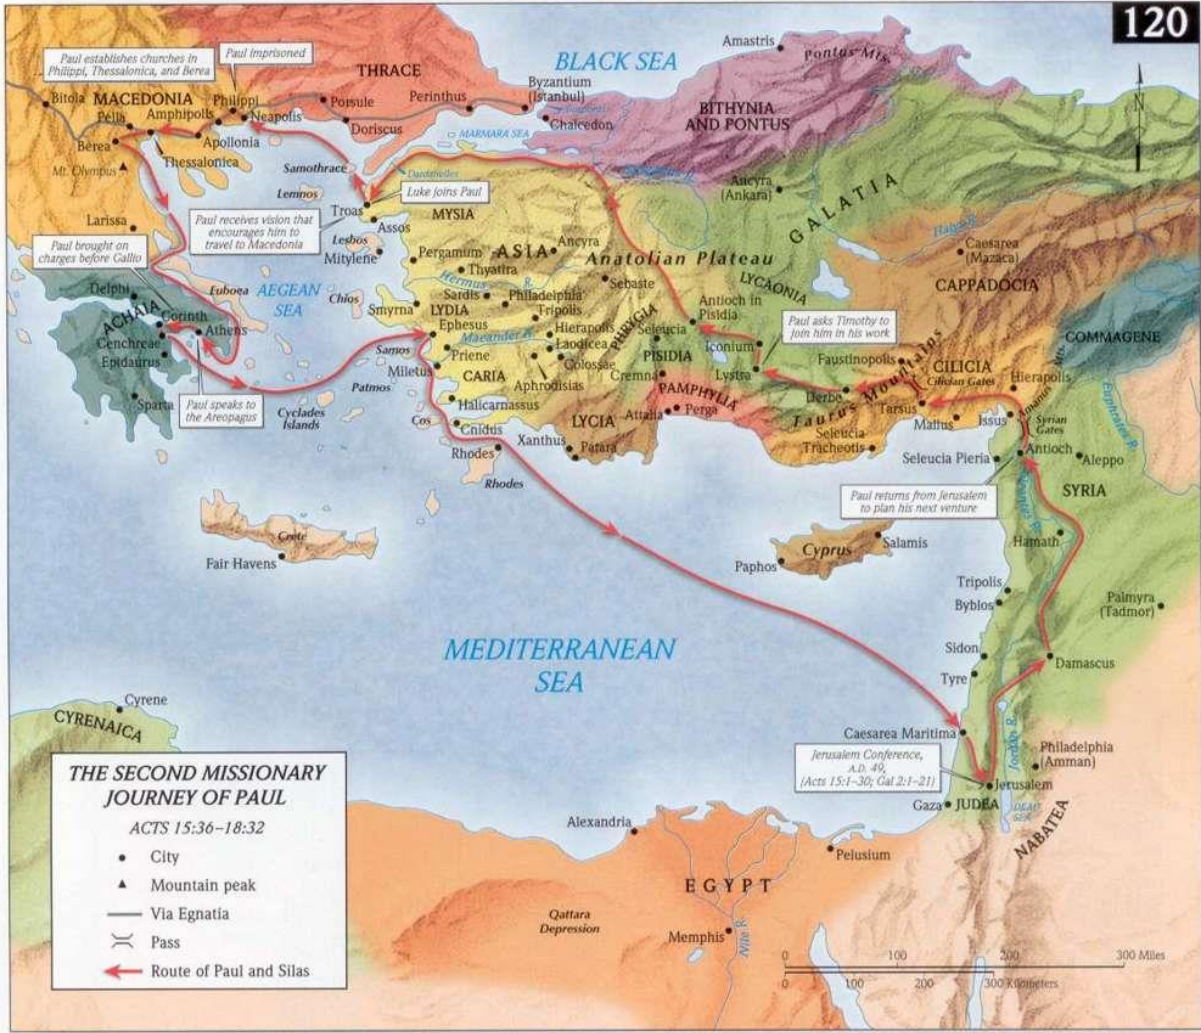 120
BLACK SEA
Amastris
Pontus Mts.
Paul establishes churches in
Philippi, Thessalonica, and Berea
Paul imprisoned
THRACE
Byzantium
(Istanbul)
Chalcedon
BITHYNIA
AND PONTUS
Bitola
MACEDONIA
Pella
Amphipolis
Philippi
Neapolis
Porsule
Perinthus
Doriscus
Apollonia
MARMARA SEA
Berea
Thessalonica
Mt. Olympus
Samothrace
Dardanelles
Lemnos
Luke joins Paul
Troas
MYSIA
Ancyra
(Ankara)
GALATIA
Halys R.
Larissa
Paul receives vision that
encourages him to
travel to Macedonia
Assos
Lesbos
Mitylene
Pergamum
ASIA
Ancyra
Anatolian Plateau
Caesarea
(Mazaca)
CAPPADOCIA
Paul brought on
charges before Gallio
Thyatira
Hermus R.
Sebaste
LYCAONIA
Delphi
Euboea
AEGEAN
SEA
Chios
Sardis
Philadelphia
Smyrna
LYDIA
Tripolis
PHRYGIA
Antioch in
Pisidia
COMMAGENE
ACHAIA
Corinth
Athens
Cenchreae
Epidaurus
Ephesus
Maeander R.
Hierapolis
Laodicea
Colossae
Seleucia
PISIDIA
Iconium
Paul asks Timothy to
join him in his work
Samos
Priene
Miletus
CARIA
Aphrodisias
Cremna
Lystra
Faustinopolis
CILICIA
Cilician Gates
Hierapolis
Patmos
PAMPHYLIA
Derbe
Taurus Mountains
Tarsus
Amanus Mts.
Euphrates R.
Sparta
Paul speaks to
the Areopagus
Cyclades
Islands
Halicarnassus
Cos
Cnidus
LYCIA
Attalia
Perga
Mallus
Issus
Syrian
Gates
Xanthus
Patara
Seleucia
Tracheotis
Rhodes
Rhodes
Seleucia Pieria
Antioch
Aleppo
Orontes R.
SYRIA
Paul returns from Jerusalem
to plan his next venture
Crete
Fair Havens
Cyprus
Salamis
Paphos
Hamath
Tripolis
Byblos
Palmyra
(Tadmor)
MEDITERRANEAN
SEA
Sidon
Damascus
Tyre
Cyrene
CYRENAICA
Caesarea Maritima
Jordan R.
Philadelphia
(Amman)
Jerusalem Conference,
A.D. 49,
(Acts 15:1–30; Gal 2:1–21)
Jerusalem
Gaza
JUDEA
DEAD
SEA
NABATEA
Alexandria
Pelusium
EGYPT
Qattara
Depression
Memphis
Nile R.
THE SECOND MISSIONARY
JOURNEY OF PAUL
ACTS 15:36–18:32
City
Mountain peak
Via Egnatia
Pass
Route of Paul and Silas
0 100 200 300 Miles
0 100 200 300 Kilometers
N